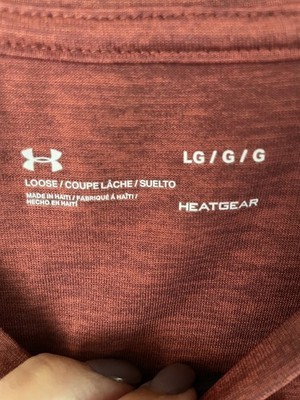 LG / G / G
LOOSE / COUPE LÂCHE / SUELTO
MADE IN HAITI / FABRIQUÉ À HAÏTI /
HECHO EN HAITÍ
HEATGEAR